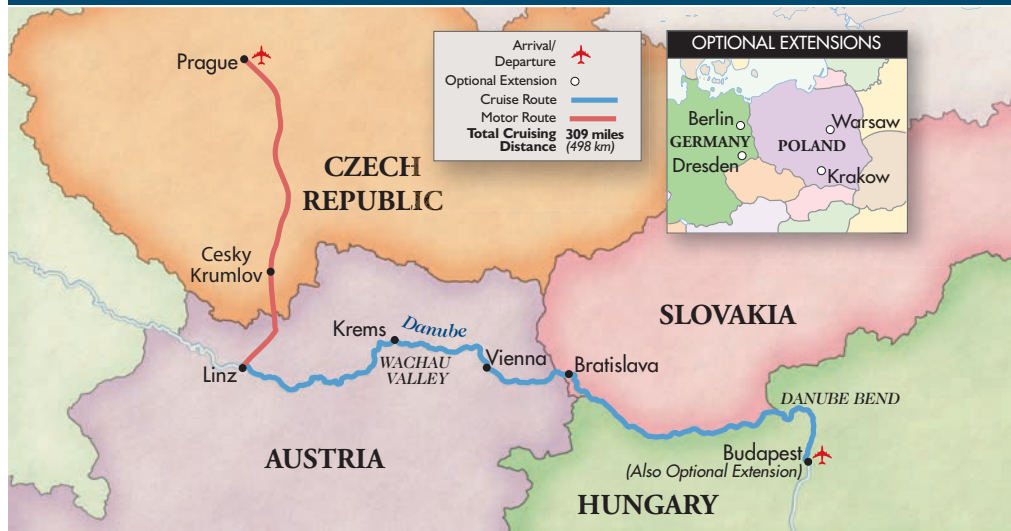 Prague
Arrival/
Departure
Optional Extension
Cruise Route
Motor Route
Total Cruising 309 miles
Distance (498 km)
OPTIONAL EXTENSIONS
Berlin
GERMANY
Dresden
Warsaw
POLAND
Krakow
CZECH
REPUBLIC
Cesky
Krumlov
SLOVAKIA
Krems
Danube
WACHAU
VALLEY
Vienna
Bratislava
Linz
DANUBE BEND
AUSTRIA
Budapest
(Also Optional Extension)
HUNGARY